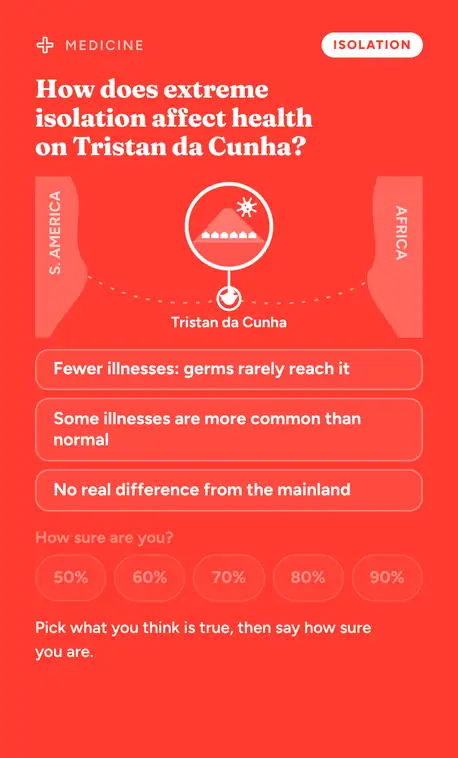 MEDICINE
ISOLATION
How does extreme
isolation affect health
on Tristan da Cunha?
S. AMERICA
AFRICA
Tristan da Cunha
Fewer illnesses: germs rarely reach it
Some illnesses are more common than
normal
No real difference from the mainland
How sure are you?
50%
60%
70%
80%
90%
Pick what you think is true, then say how sure
you are.